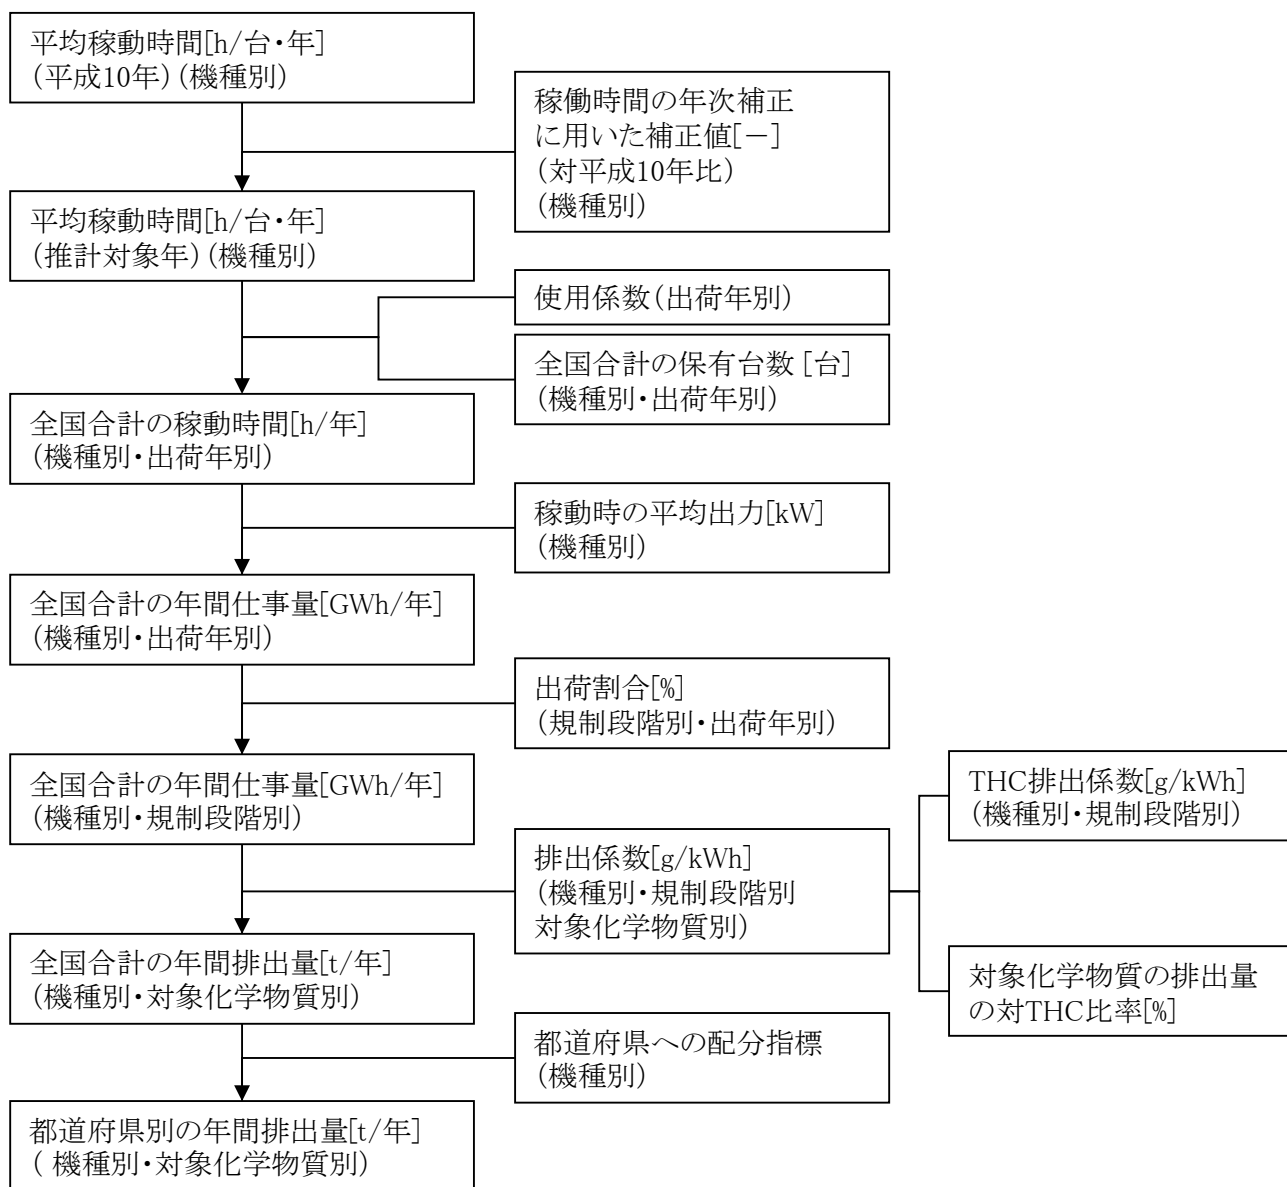 平均稼動時間[h/台・年]
(平成10年)(機種別)
稼働時間の年次補正
に用いた補正値[－]
(対平成10年比)
(機種別)
平均稼動時間[h/台・年]
(推計対象年)(機種別)
使用係数(出荷年別)
全国合計の保有台数[台]
(機種別・出荷年別)
全国合計の稼動時間[h/年]
(機種別・出荷年別)
稼動時の平均出力[kW]
(機種別)
全国合計の年間仕事量[GWh/年]
(機種別・出荷年別)
出荷割合[%]
(規制段階別・出荷年別)
全国合計の年間仕事量[GWh/年]
(機種別・規制段階別)
THC排出係数[g/kWh]
(機種別・規制段階別)
排出係数[g/kWh]
(機種別・規制段階別
対象化学物質別)
全国合計の年間排出量[t/年]
(機種別・対象化学物質別)
対象化学物質の排出量
の対THC比率[%]
都道府県への配分指標
(機種別)
都道府県別の年間排出量[t/年]
( 機種別・対象化学物質別)